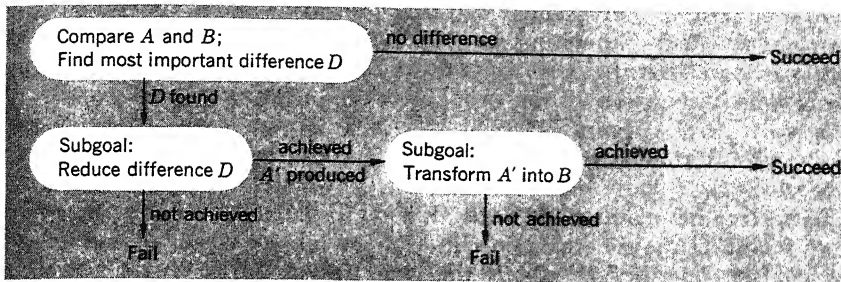 Compare A and B;
Find most important difference D
no difference
Succeed
D found
Subgoal:
Reduce difference D
achieved
A' produced
Subgoal:
Transform A' into B
achieved
Succeed
not achieved
Fail
not achieved
Fail